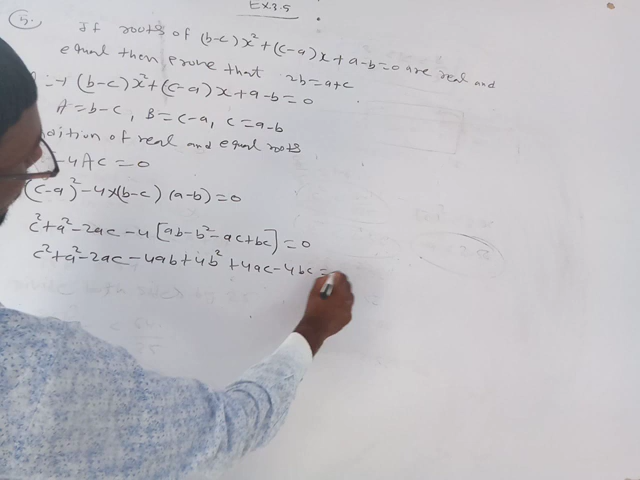 Ex 3.5
5. If roots of (b-c)x²+(c-a)x+a-b=0 are real and
equal then prove that 2b=a+c
(b-c)x²+(c-a)x+a-b=0
A=b-c, B=c-a, C=a-b
of real and equal roots
-4AC=0
(c-a)²-4×(b-c)(a-b)=0
c²+a²-2ac-4[ab-b²-ac+bc]=0
c²+a²-2ac-4ab+4b²+4ac-4bc=